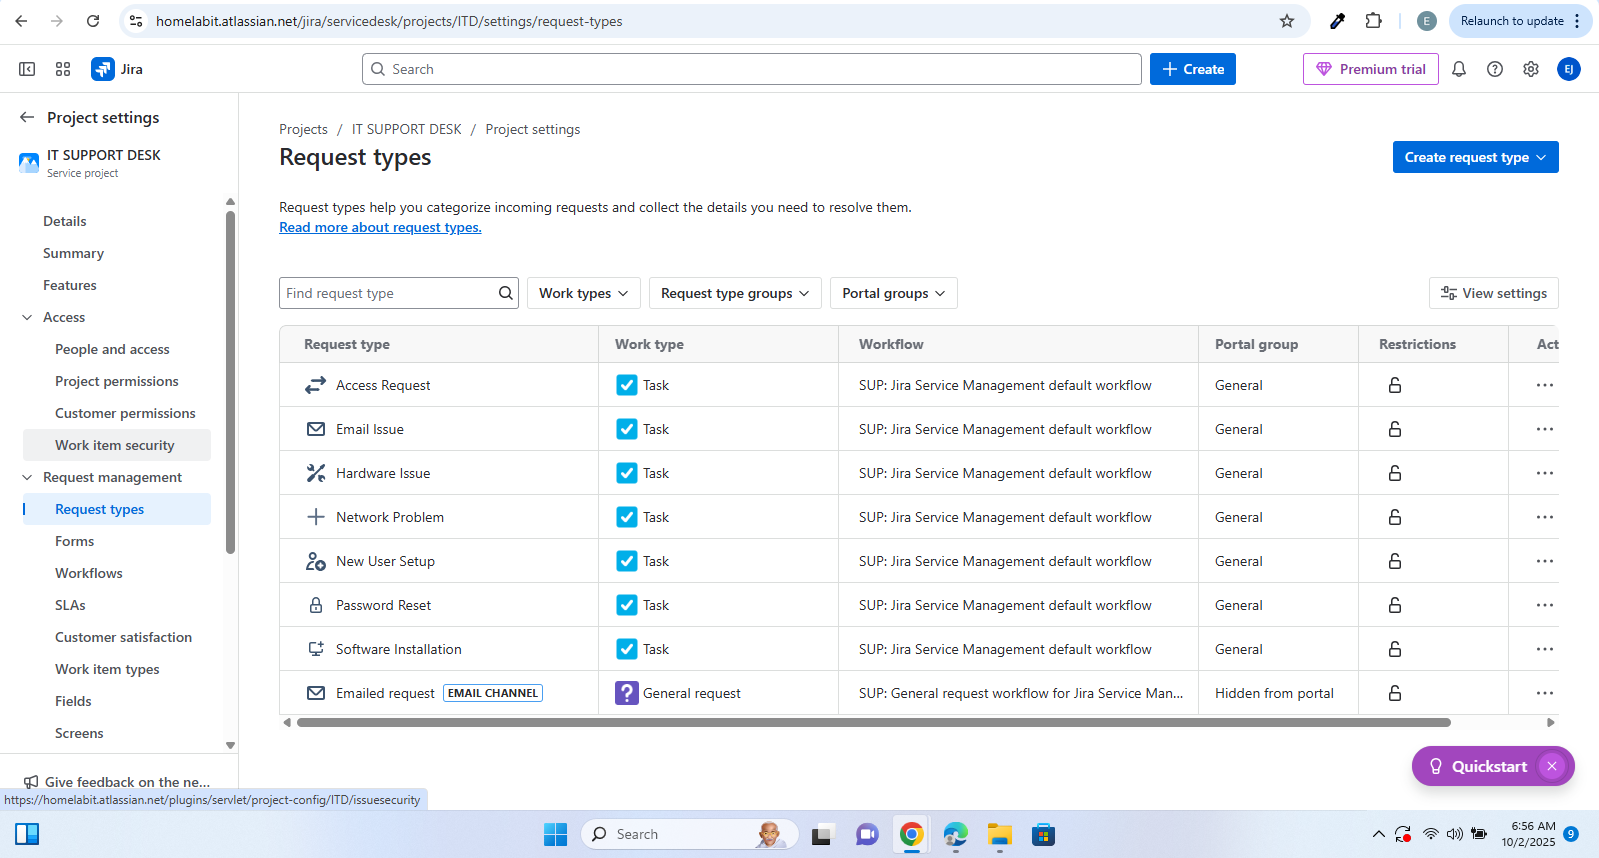 homelabit.atlassian.net/jira/servicedesk/projects/ITD/settings/request-types
E
Relaunch to update
Jira
Search
Create
Premium trial
EJ
Project settings
IT SUPPORT DESK
Service project
Details
Summary
Features
Access
People and access
Project permissions
Customer permissions
Work item security
Request management
Request types
Forms
Workflows
SLAs
Customer satisfaction
Work item types
Fields
Screens
Give feedback on the ne...
https://homelabit.atlassian.net/plugins/servlet/project-config/ITD/issuesecurity
Projects / IT SUPPORT DESK / Project settings
Request types
Create request type
Request types help you categorize incoming requests and collect the details you need to resolve them.
Read more about request types.
Find request type
Work types
Request type groups
Portal groups
View settings
Request type Work type Workflow Portal group Restrictions Act
Access Request Task SUP: Jira Service Management default workflow General
Email Issue Task SUP: Jira Service Management default workflow General
Hardware Issue Task SUP: Jira Service Management default workflow General
Network Problem Task SUP: Jira Service Management default workflow General
New User Setup Task SUP: Jira Service Management default workflow General
Password Reset Task SUP: Jira Service Management default workflow General
Software Installation Task SUP: Jira Service Management default workflow General
Emailed request EMAIL CHANNEL General request SUP: General request workflow for Jira Service Man... Hidden from portal
Quickstart
Search
6:56 AM
10/2/2025
9